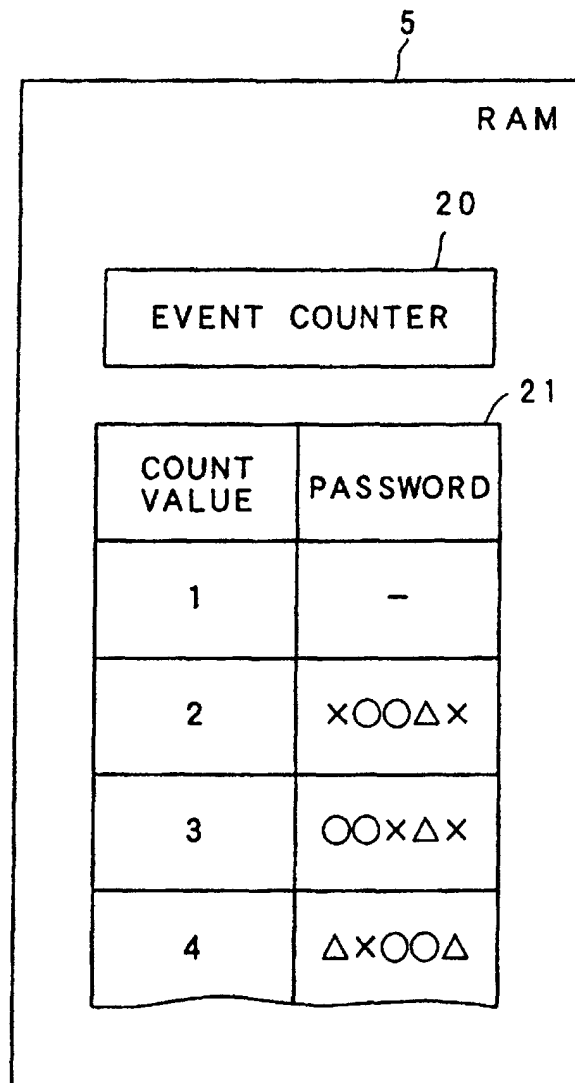 5
RAM
20
EVENT COUNTER
21
COUNT VALUE
PASSWORD
1
-
2
×○○△×
3
○○×△×
4
△×○○△